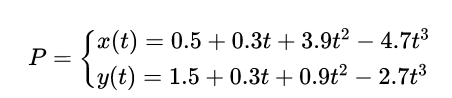 P = { x(t) = 0.5 + 0.3t + 3.9t² − 4.7t³
y(t) = 1.5 + 0.3t + 0.9t² − 2.7t³